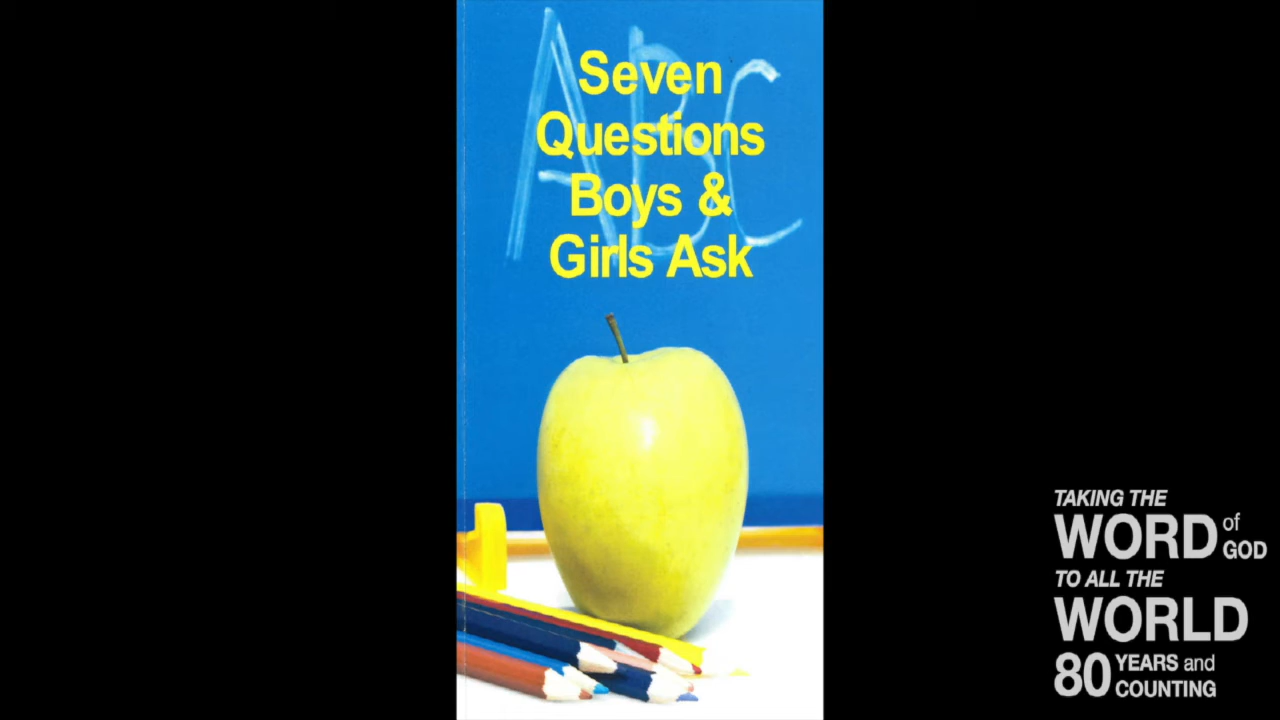 ABC
Seven
Questions
Boys &
Girls Ask
TAKING THE
WORD of GOD
TO ALL THE
WORLD
80 YEARS and
COUNTING